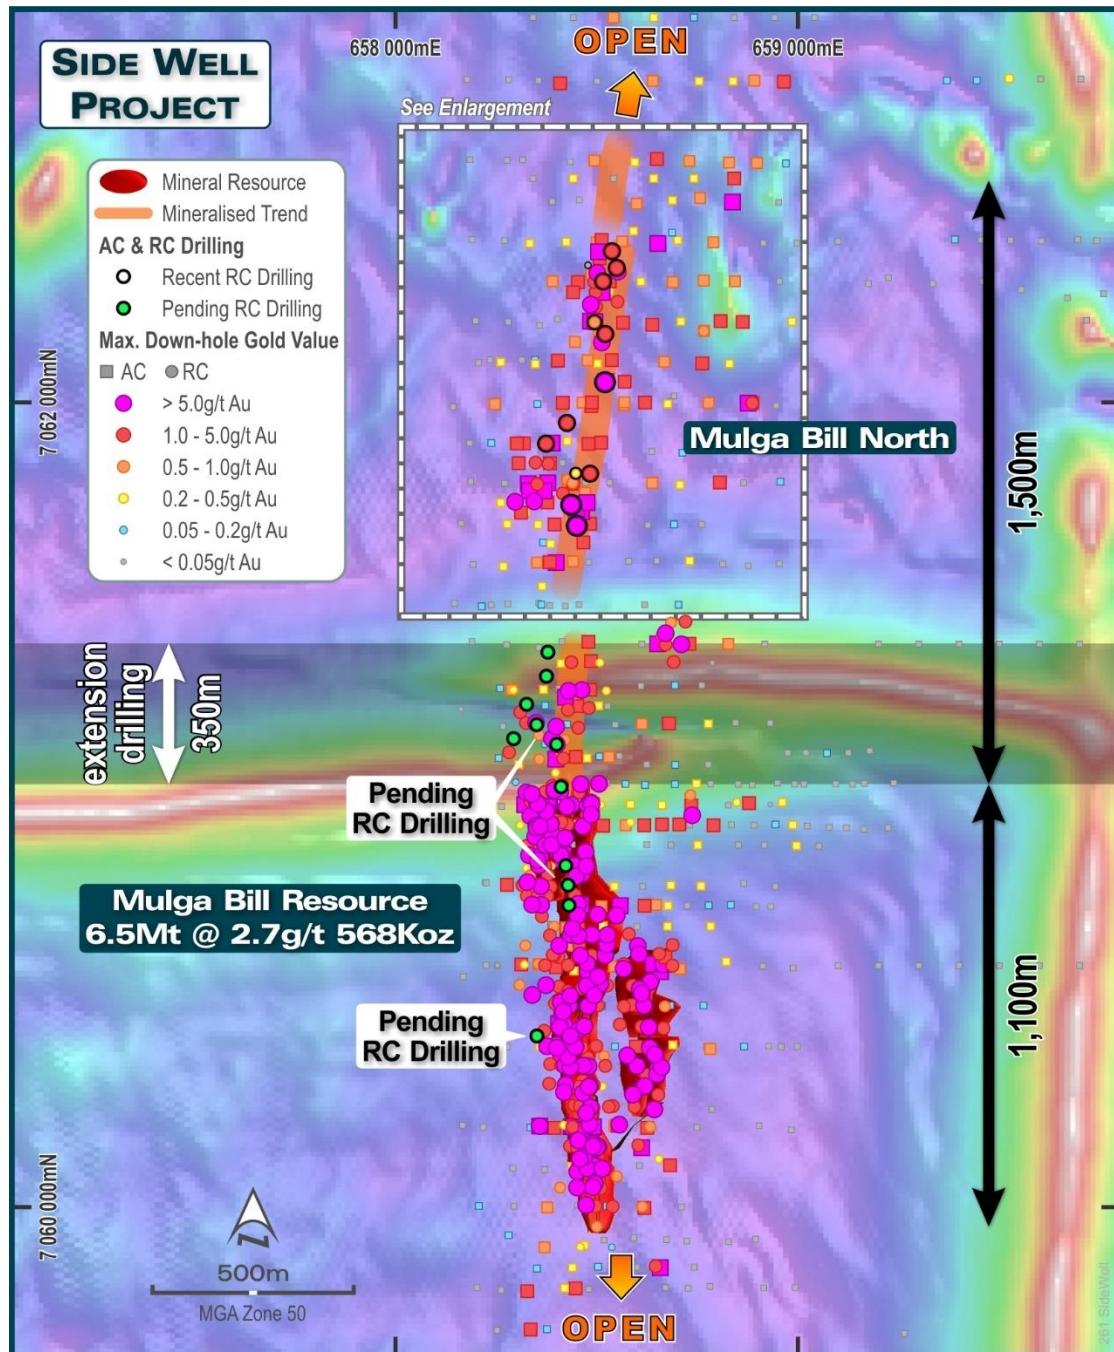 SIDE WELL
PROJECT
658 000mE
OPEN
659 000mE
See Enlargement
Mineral Resource
Mineralised Trend
AC & RC Drilling
Recent RC Drilling
Pending RC Drilling
Max. Down-hole Gold Value
AC RC
> 5.0g/t Au
1.0 - 5.0g/t Au
0.5 - 1.0g/t Au
0.2 - 0.5g/t Au
0.05 - 0.2g/t Au
< 0.05g/t Au
7 062 000mN
Mulga Bill North
1,500m
extension
drilling
350m
Pending
RC Drilling
Mulga Bill Resource
6.5Mt @ 2.7g/t 568Koz
Pending
RC Drilling
1,100m
7 060 000mN
N
500m
MGA Zone 50
OPEN
261 SideWell